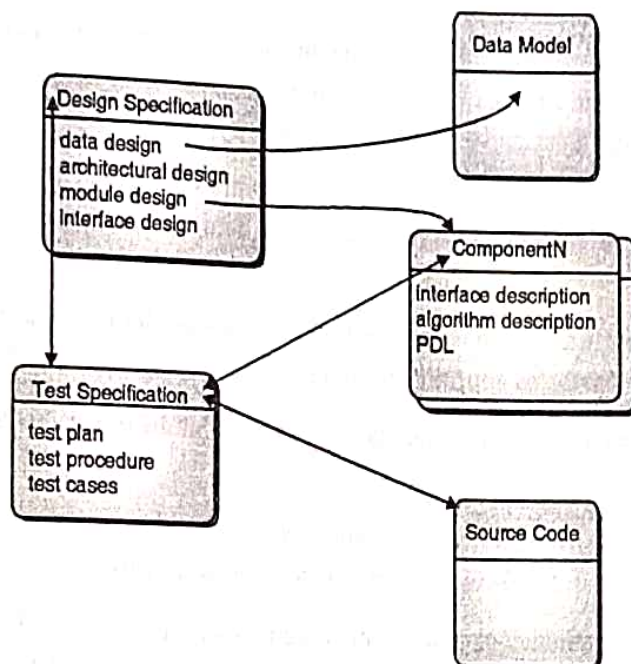 Data Model
Design Specification
data design
architectural design
module design
Interface design
ComponentN
Interface description
algorithm description
PDL
Test Specification
test plan
test procedure
test cases
Source Code